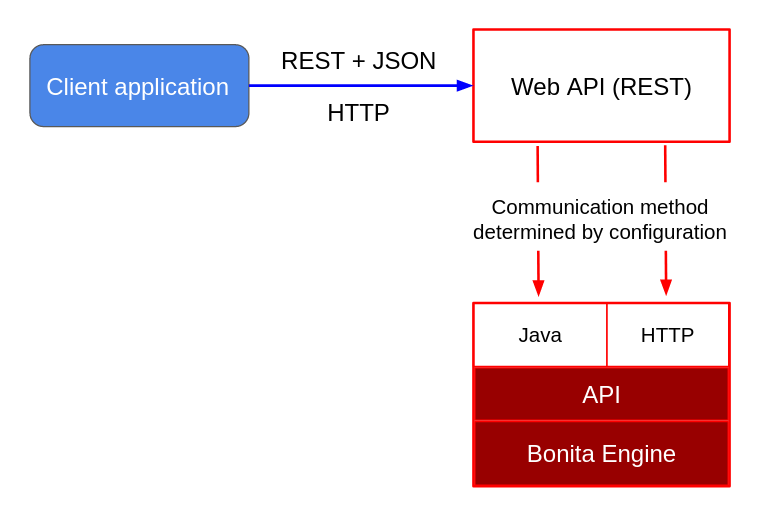 Client application
REST + JSON
HTTP
Web API (REST)
Communication method
determined by configuration
Java
HTTP
API
Bonita Engine